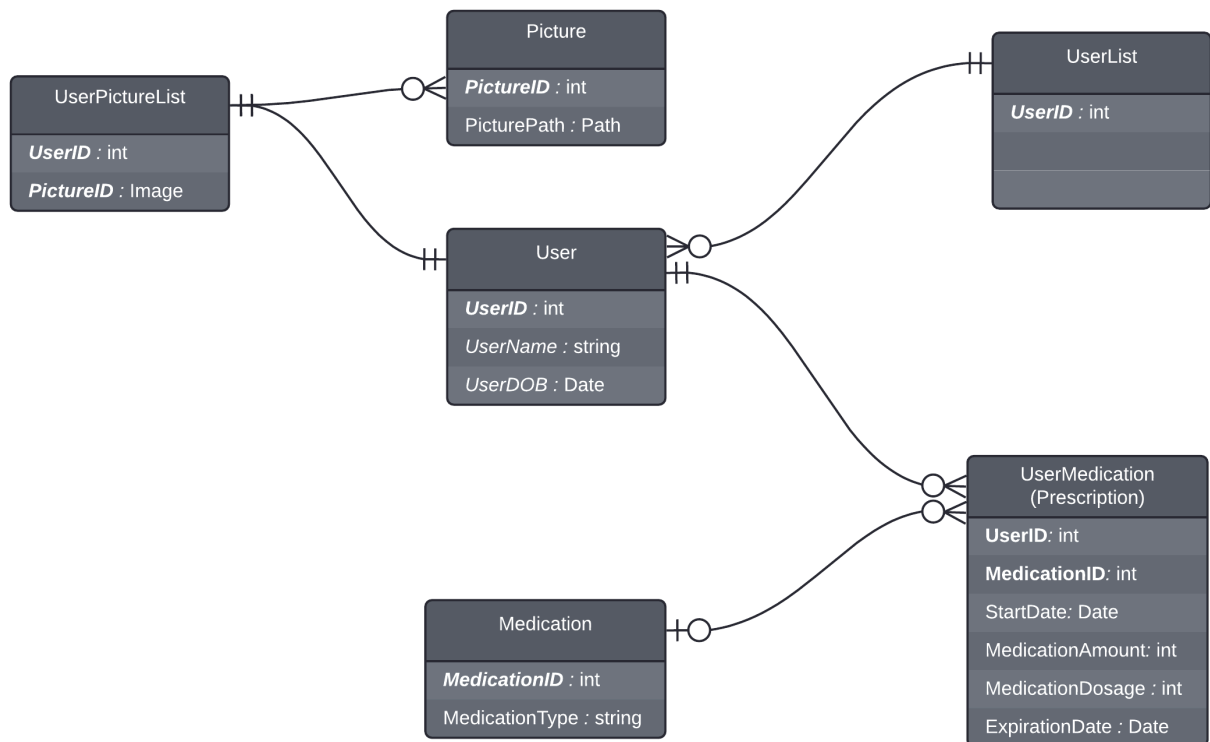 Picture
PictureID : int
PicturePath : Path
UserPictureList
UserID : int
PictureID : Image
UserList
UserID : int
User
UserID : int
UserName : string
UserDOB : Date
UserMedication
(Prescription)
UserID: int
MedicationID: int
StartDate: Date
MedicationAmount: int
MedicationDosage : int
ExpirationDate : Date
Medication
MedicationID : int
MedicationType : string